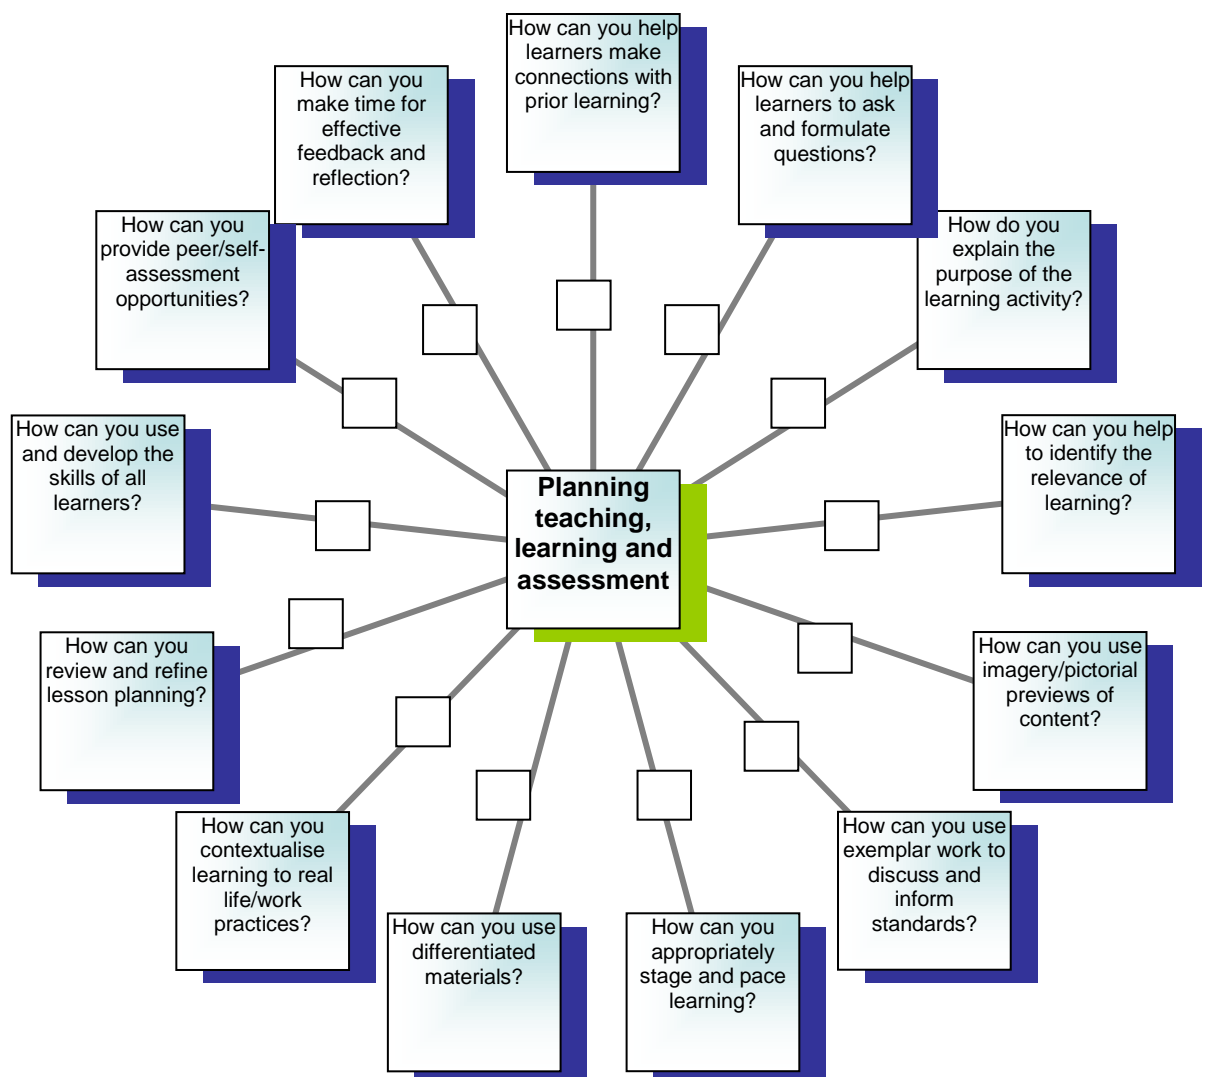 How can you help
learners make
connections with
prior learning?
How can you help
learners to ask
and formulate
questions?
How do you
explain the
purpose of the
learning activity?
How can you help
to identify the
relevance of
learning?
How can you use
imagery/pictorial
previews of
content?
How can you use
exemplar work to
discuss and
inform
standards?
How can you
appropriately
stage and pace
learning?
How can you use
differentiated
materials?
How can you
contextualise
learning to real
life/work
practices?
How can you
review and refine
lesson planning?
How can you use
and develop the
skills of all
learners?
How can you
provide peer/self-
assessment
opportunities?
How can you
make time for
effective
feedback and
reflection?
Planning
teaching,
learning and
assessment